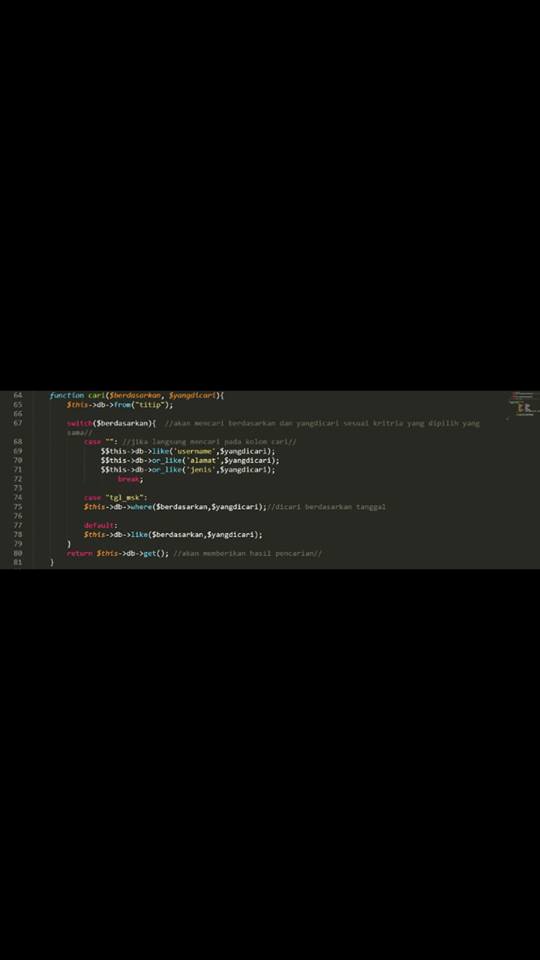 64 function cari($berdasarkan, $yangdicari){
65 $this->db->from("titip");
66
67 switch($berdasarkan){ //akan mencari berdasarkan dan yangdicari sesuai kritria yang dipilih yang
sama//
68 case "": //jika langsung mencari pada kolom cari//
69 $$this->db->like('username',$yangdicari);
70 $$this->db->or_like('alamat',$yangdicari);
71 $$this->db->or_like('jenis',$yangdicari);
72 break;
73
74 case "tgl_msk":
75 $this->db->where($berdasarkan,$yangdicari);//dicari berdasarkan tanggal
76
77 default:
78 $this->db->like($berdasarkan,$yangdicari);
79 }
80 return $this->db->get(); //akan memberikan hasil pencarian//
81 }